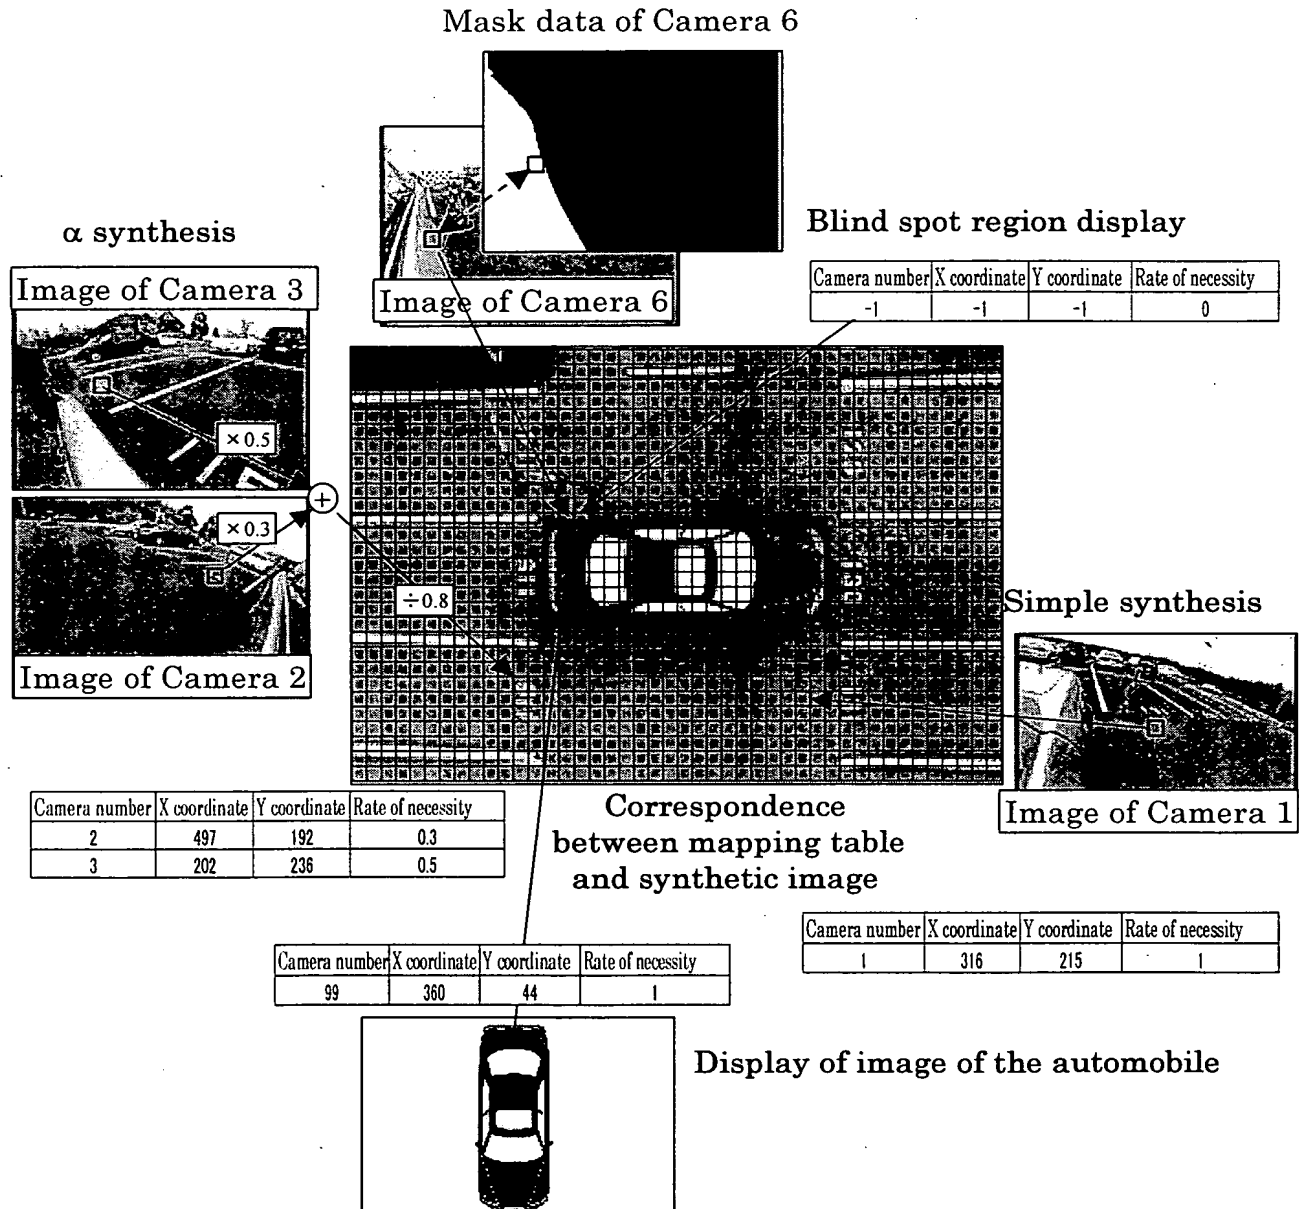 Mask data of Camera 6
α synthesis
Blind spot region display
Image of Camera 3
Image of Camera 6
Camera number X coordinate Y coordinate Rate of necessity
-1 -1 -1 0
× 0.5
+
× 0.3
÷ 0.8
Simple synthesis
Image of Camera 2
Image of Camera 1
Camera number X coordinate Y coordinate Rate of necessity
2 497 192 0.3
3 202 236 0.5
Correspondence
between mapping table
and synthetic image
Camera number X coordinate Y coordinate Rate of necessity
1 316 215 1
Camera number X coordinate Y coordinate Rate of necessity
99 360 44 1
Display of image of the automobile